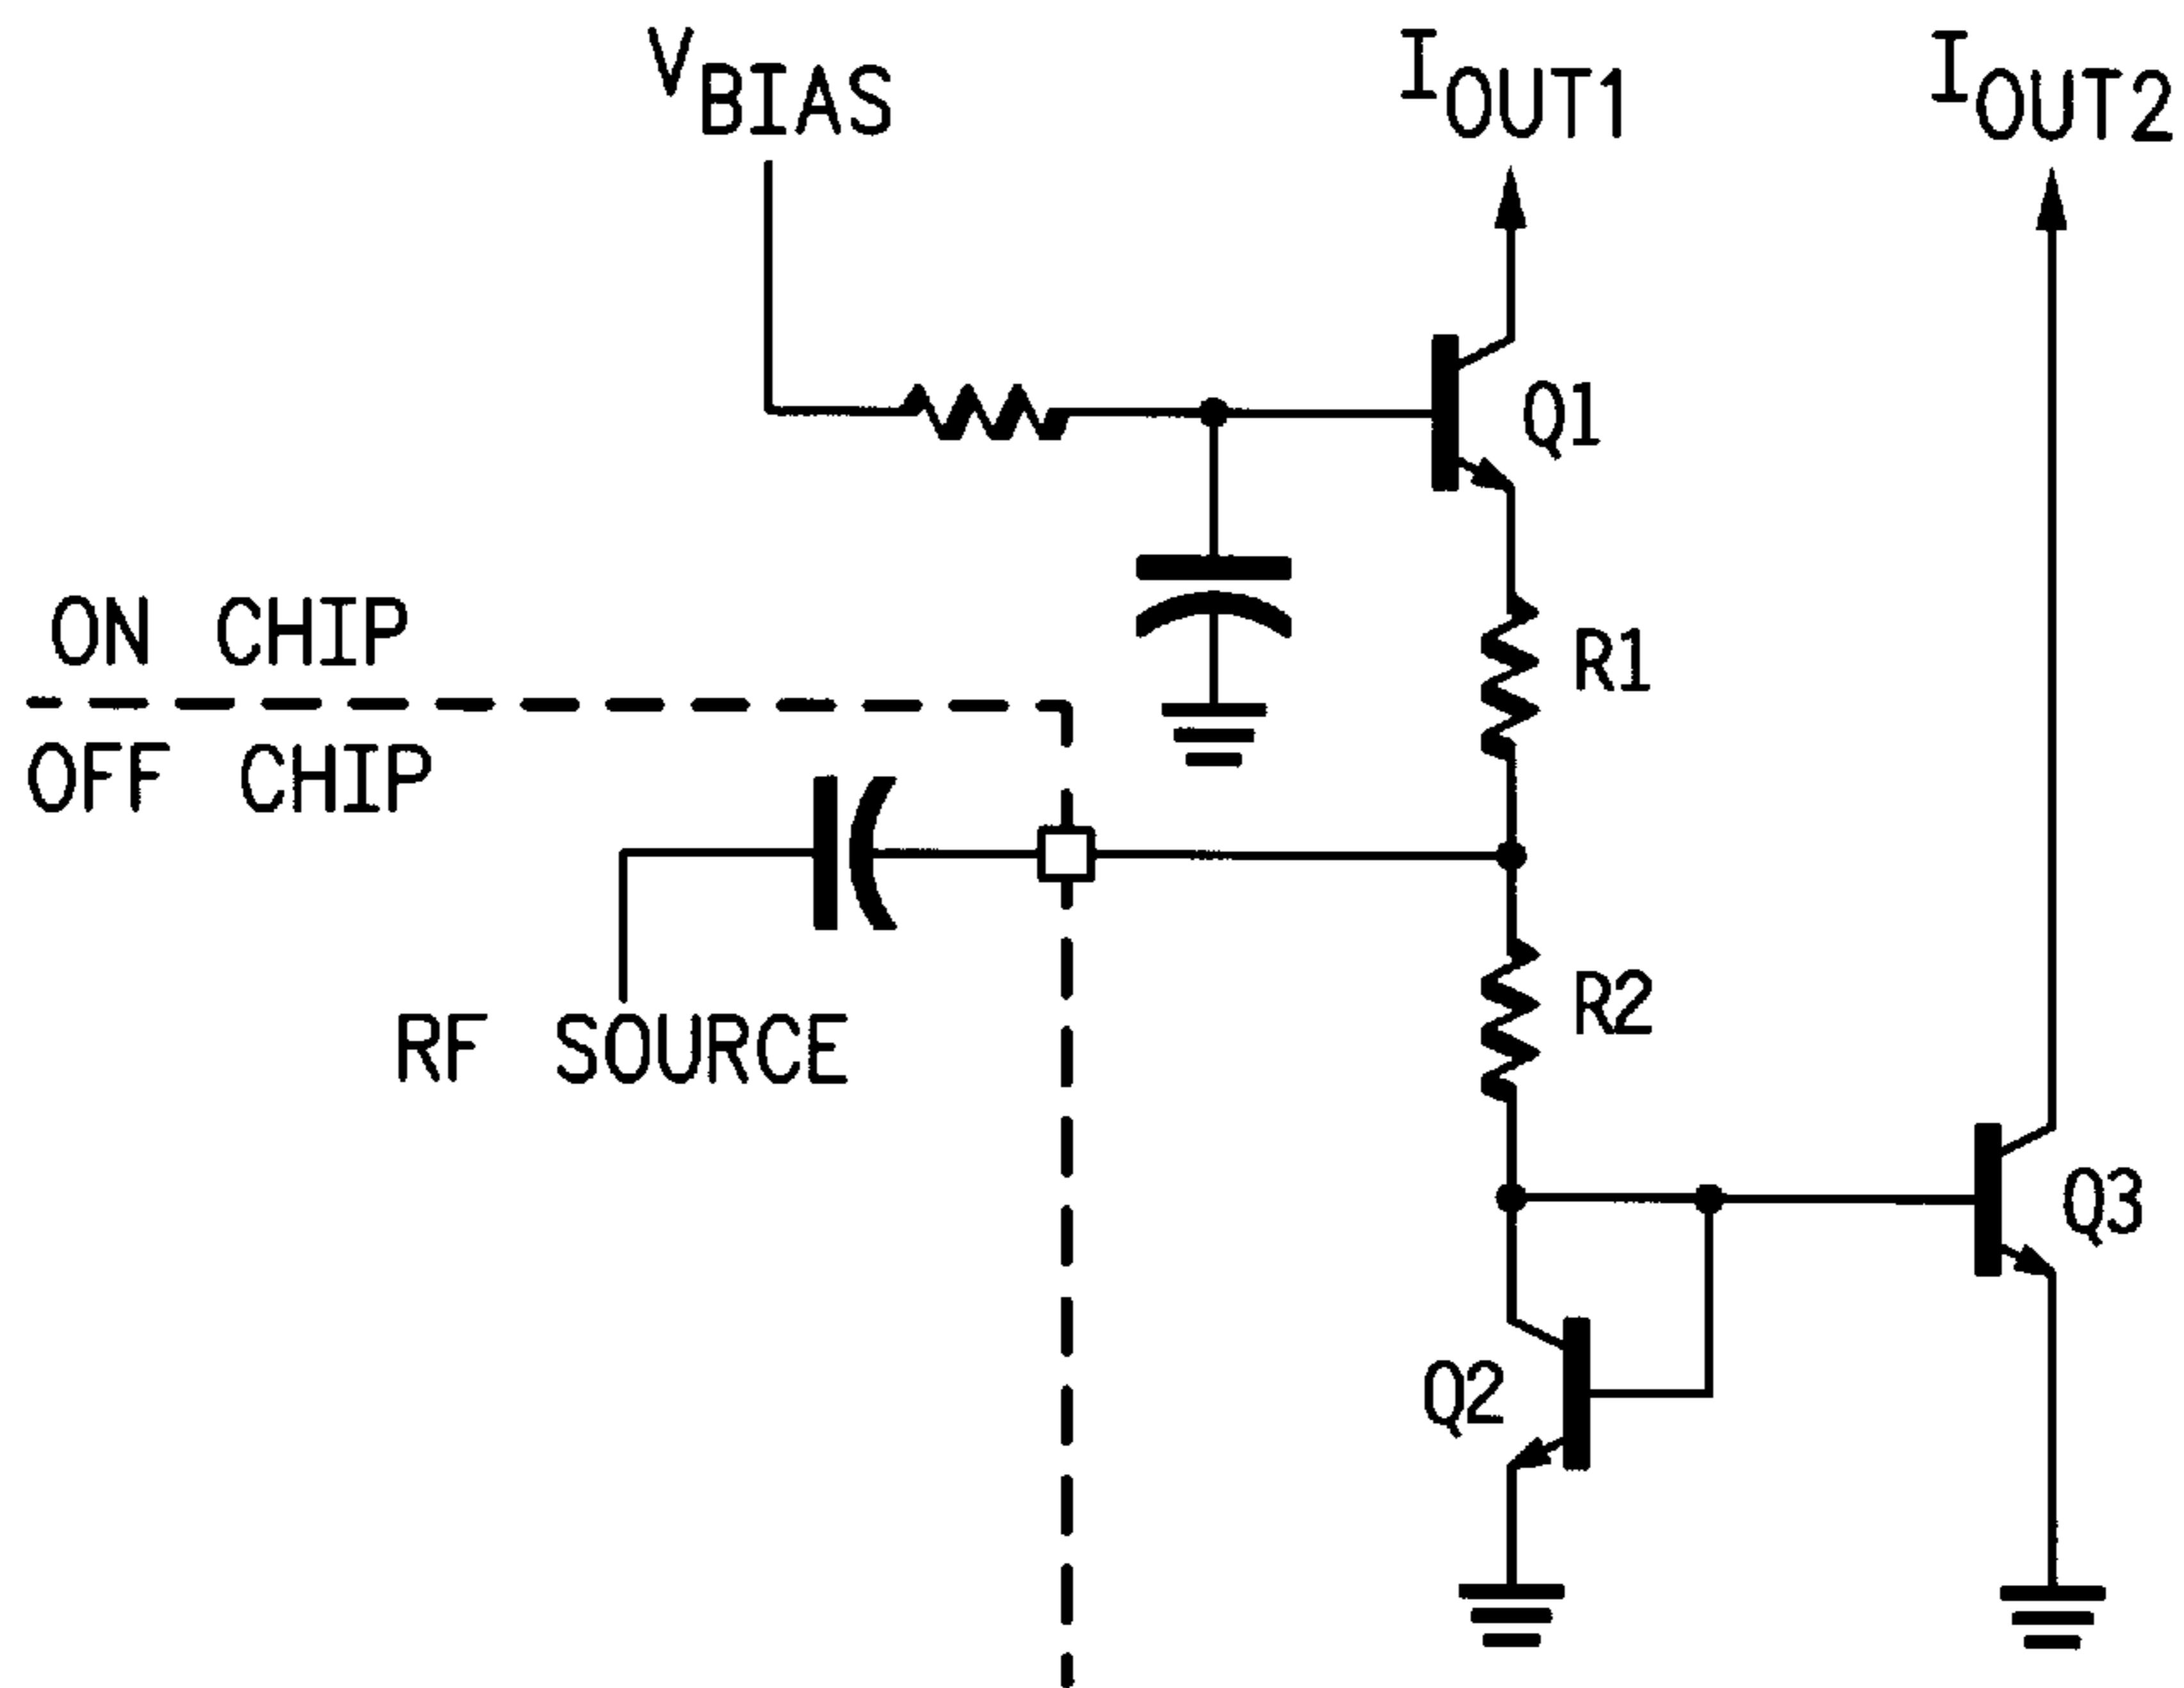 VBIAS
IOUT1
IOUT2
Q1
ON CHIP
R1
OFF CHIP
R2
RF SOURCE
Q3
Q2